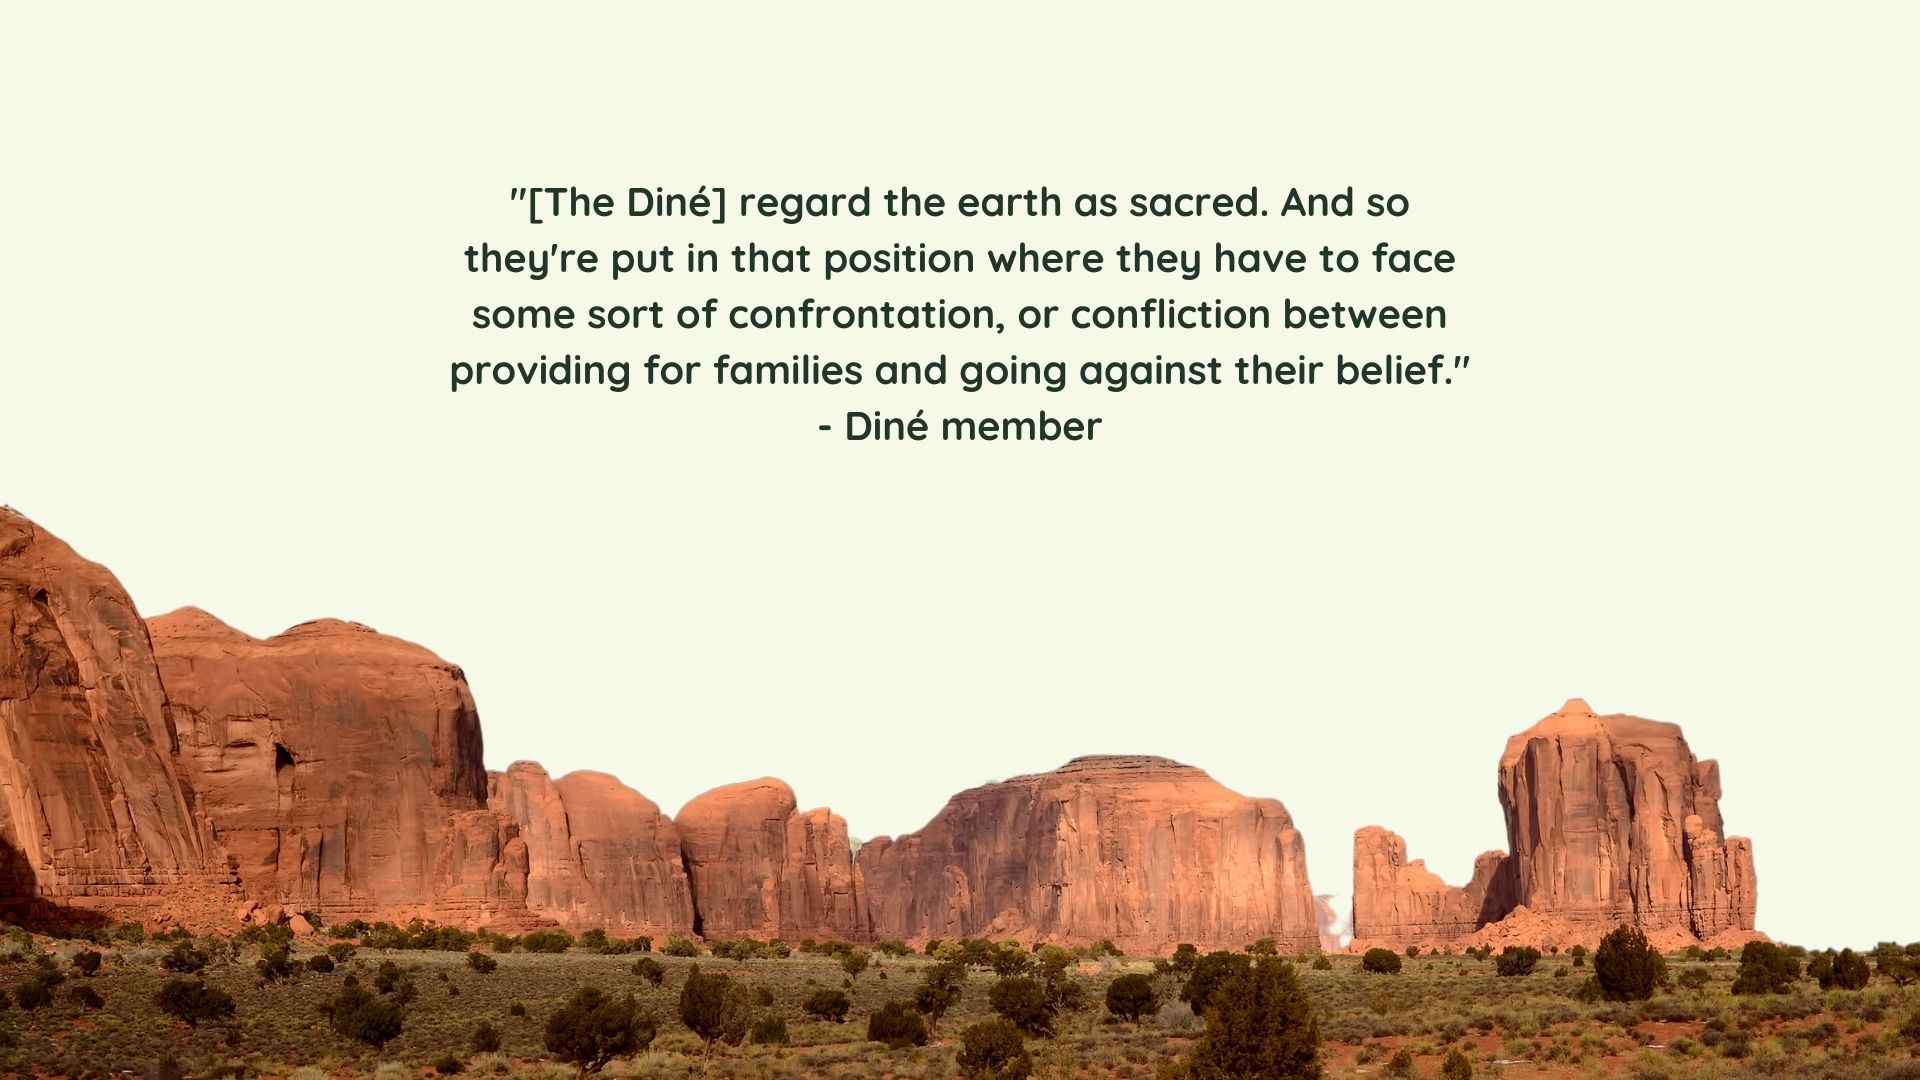 "[The Diné] regard the earth as sacred. And so
they're put in that position where they have to face
some sort of confrontation, or confliction between
providing for families and going against their belief."
- Diné member